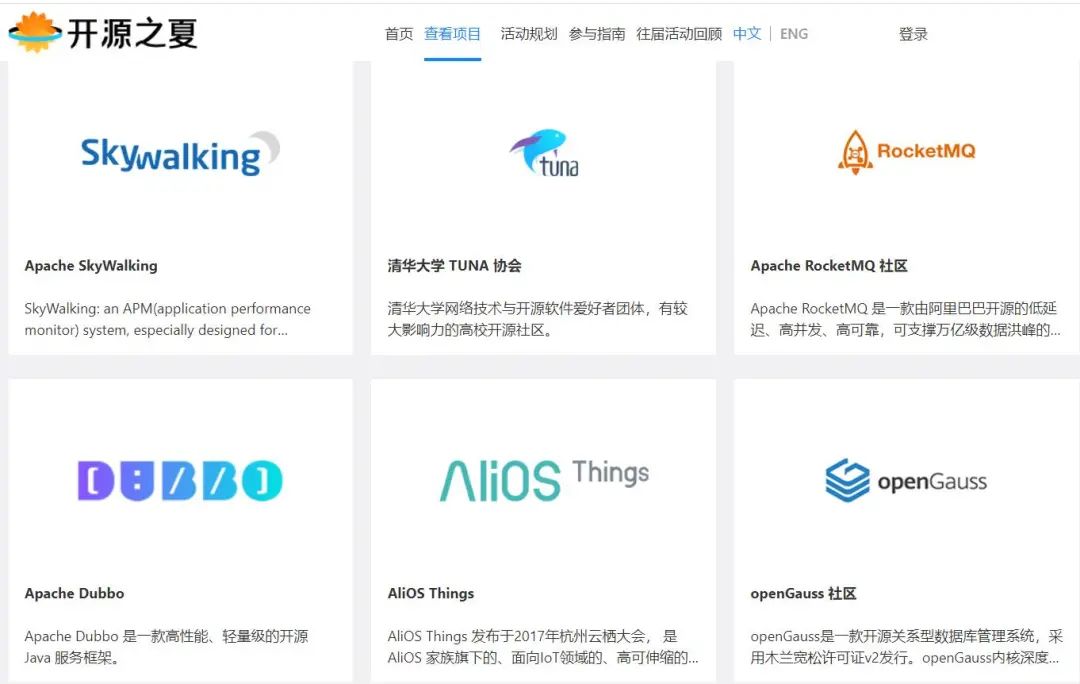 开源之夏
首页 查看项目 活动规划 参与指南 往届活动回顾 中文 | ENG 登录
Skywalking
tuna
RocketMQ
Apache SkyWalking
SkyWalking: an APM(application performance
monitor) system, especially designed for...
清华大学 TUNA 协会
清华大学网络技术与开源软件爱好者团体，有较
大影响力的高校开源社区。
Apache RocketMQ 社区
Apache RocketMQ 是一款由阿里巴巴开源的低延
迟、高并发、高可靠，可支撑万亿级数据洪峰的...
DUBBO
AliOS Things
openGauss
Apache Dubbo
Apache Dubbo 是一款高性能、轻量级的开源
Java 服务框架。
AliOS Things
AliOS Things 发布于2017年杭州云栖大会， 是
AliOS 家族旗下的、面向IoT领域的、高可伸缩的...
openGauss 社区
openGauss是一款开源关系型数据库管理系统，采
用木兰宽松许可证v2发行。openGauss内核深度...